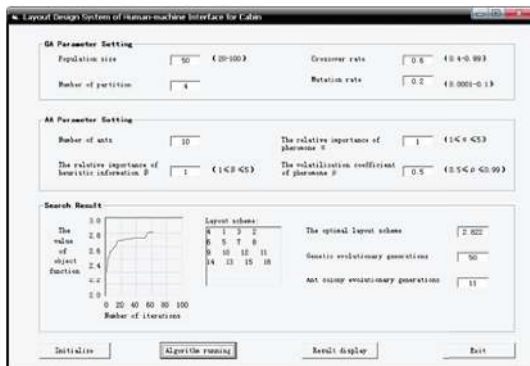 Layout Design System of Human-machine Interface for Cabin
GA Parameter Setting
Population size 50 (20-100) Crossover rate 0.6 (0.4-0.99)
Number of partition 4 Mutation rate 0.2 (0.0001-0.1)
AA Parameter Setting
Number of ants 10 The relative importance of pheromone α 1 (1≤α≤5)
The relative importance of heuristic information β 1 (1≤β≤5) The volatilization coefficient of pheromone ρ 0.5 (0.5≤ρ≤0.99)
Search Result
The value of object function
3.0
2.8
2.6
2.4
2.2
2.0
0 20 40 60 80 100
Number of iterations
Layout scheme:
4 1 3 2
6 5 7 8
9 10 12 11
14 13 15 16
The optimal layout scheme 2.822
Genetic evolutionary generations 50
Ant colony evolutionary generations 11
Initialize Algorithm running Result display Exit